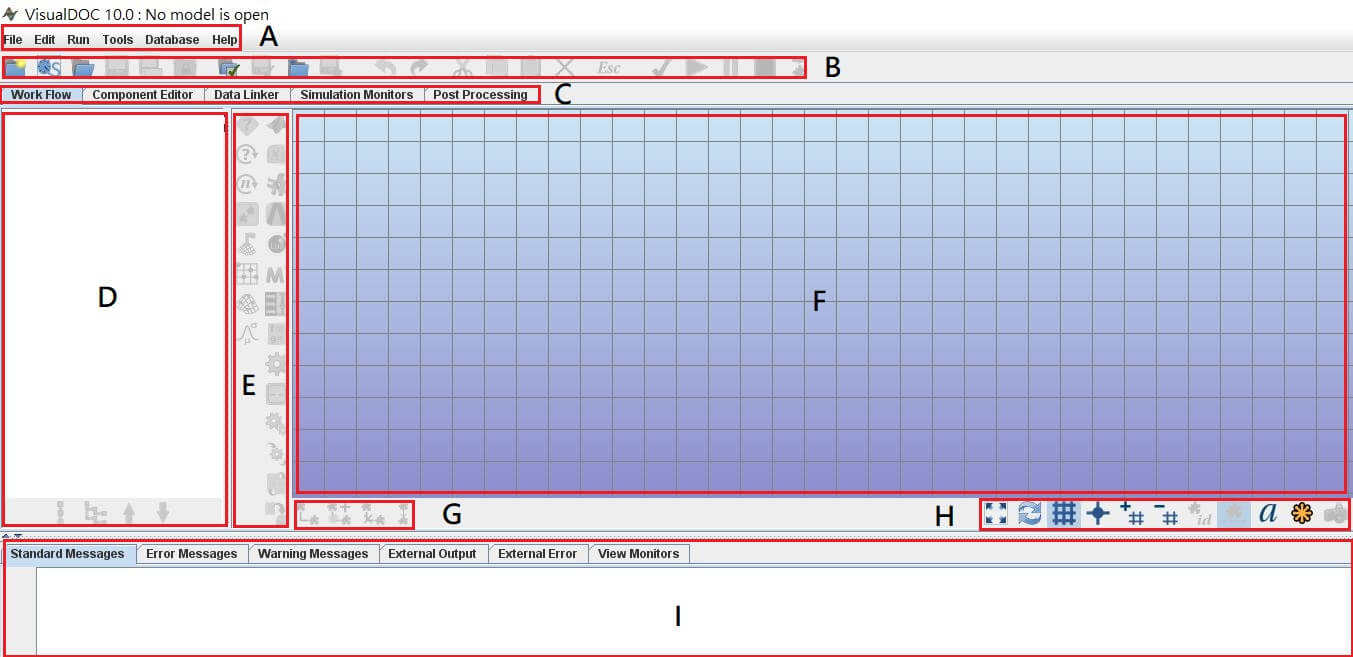 VisualDOC 10.0 : No model is open
File Edit Run Tools Database Help A
S Esc B
Work Flow Component Editor Data Linker Simulation Monitors Post Processing C
?
?
n
D
M
F
μ
E
G H id a
Standard Messages Error Messages Warning Messages External Output External Error View Monitors
I